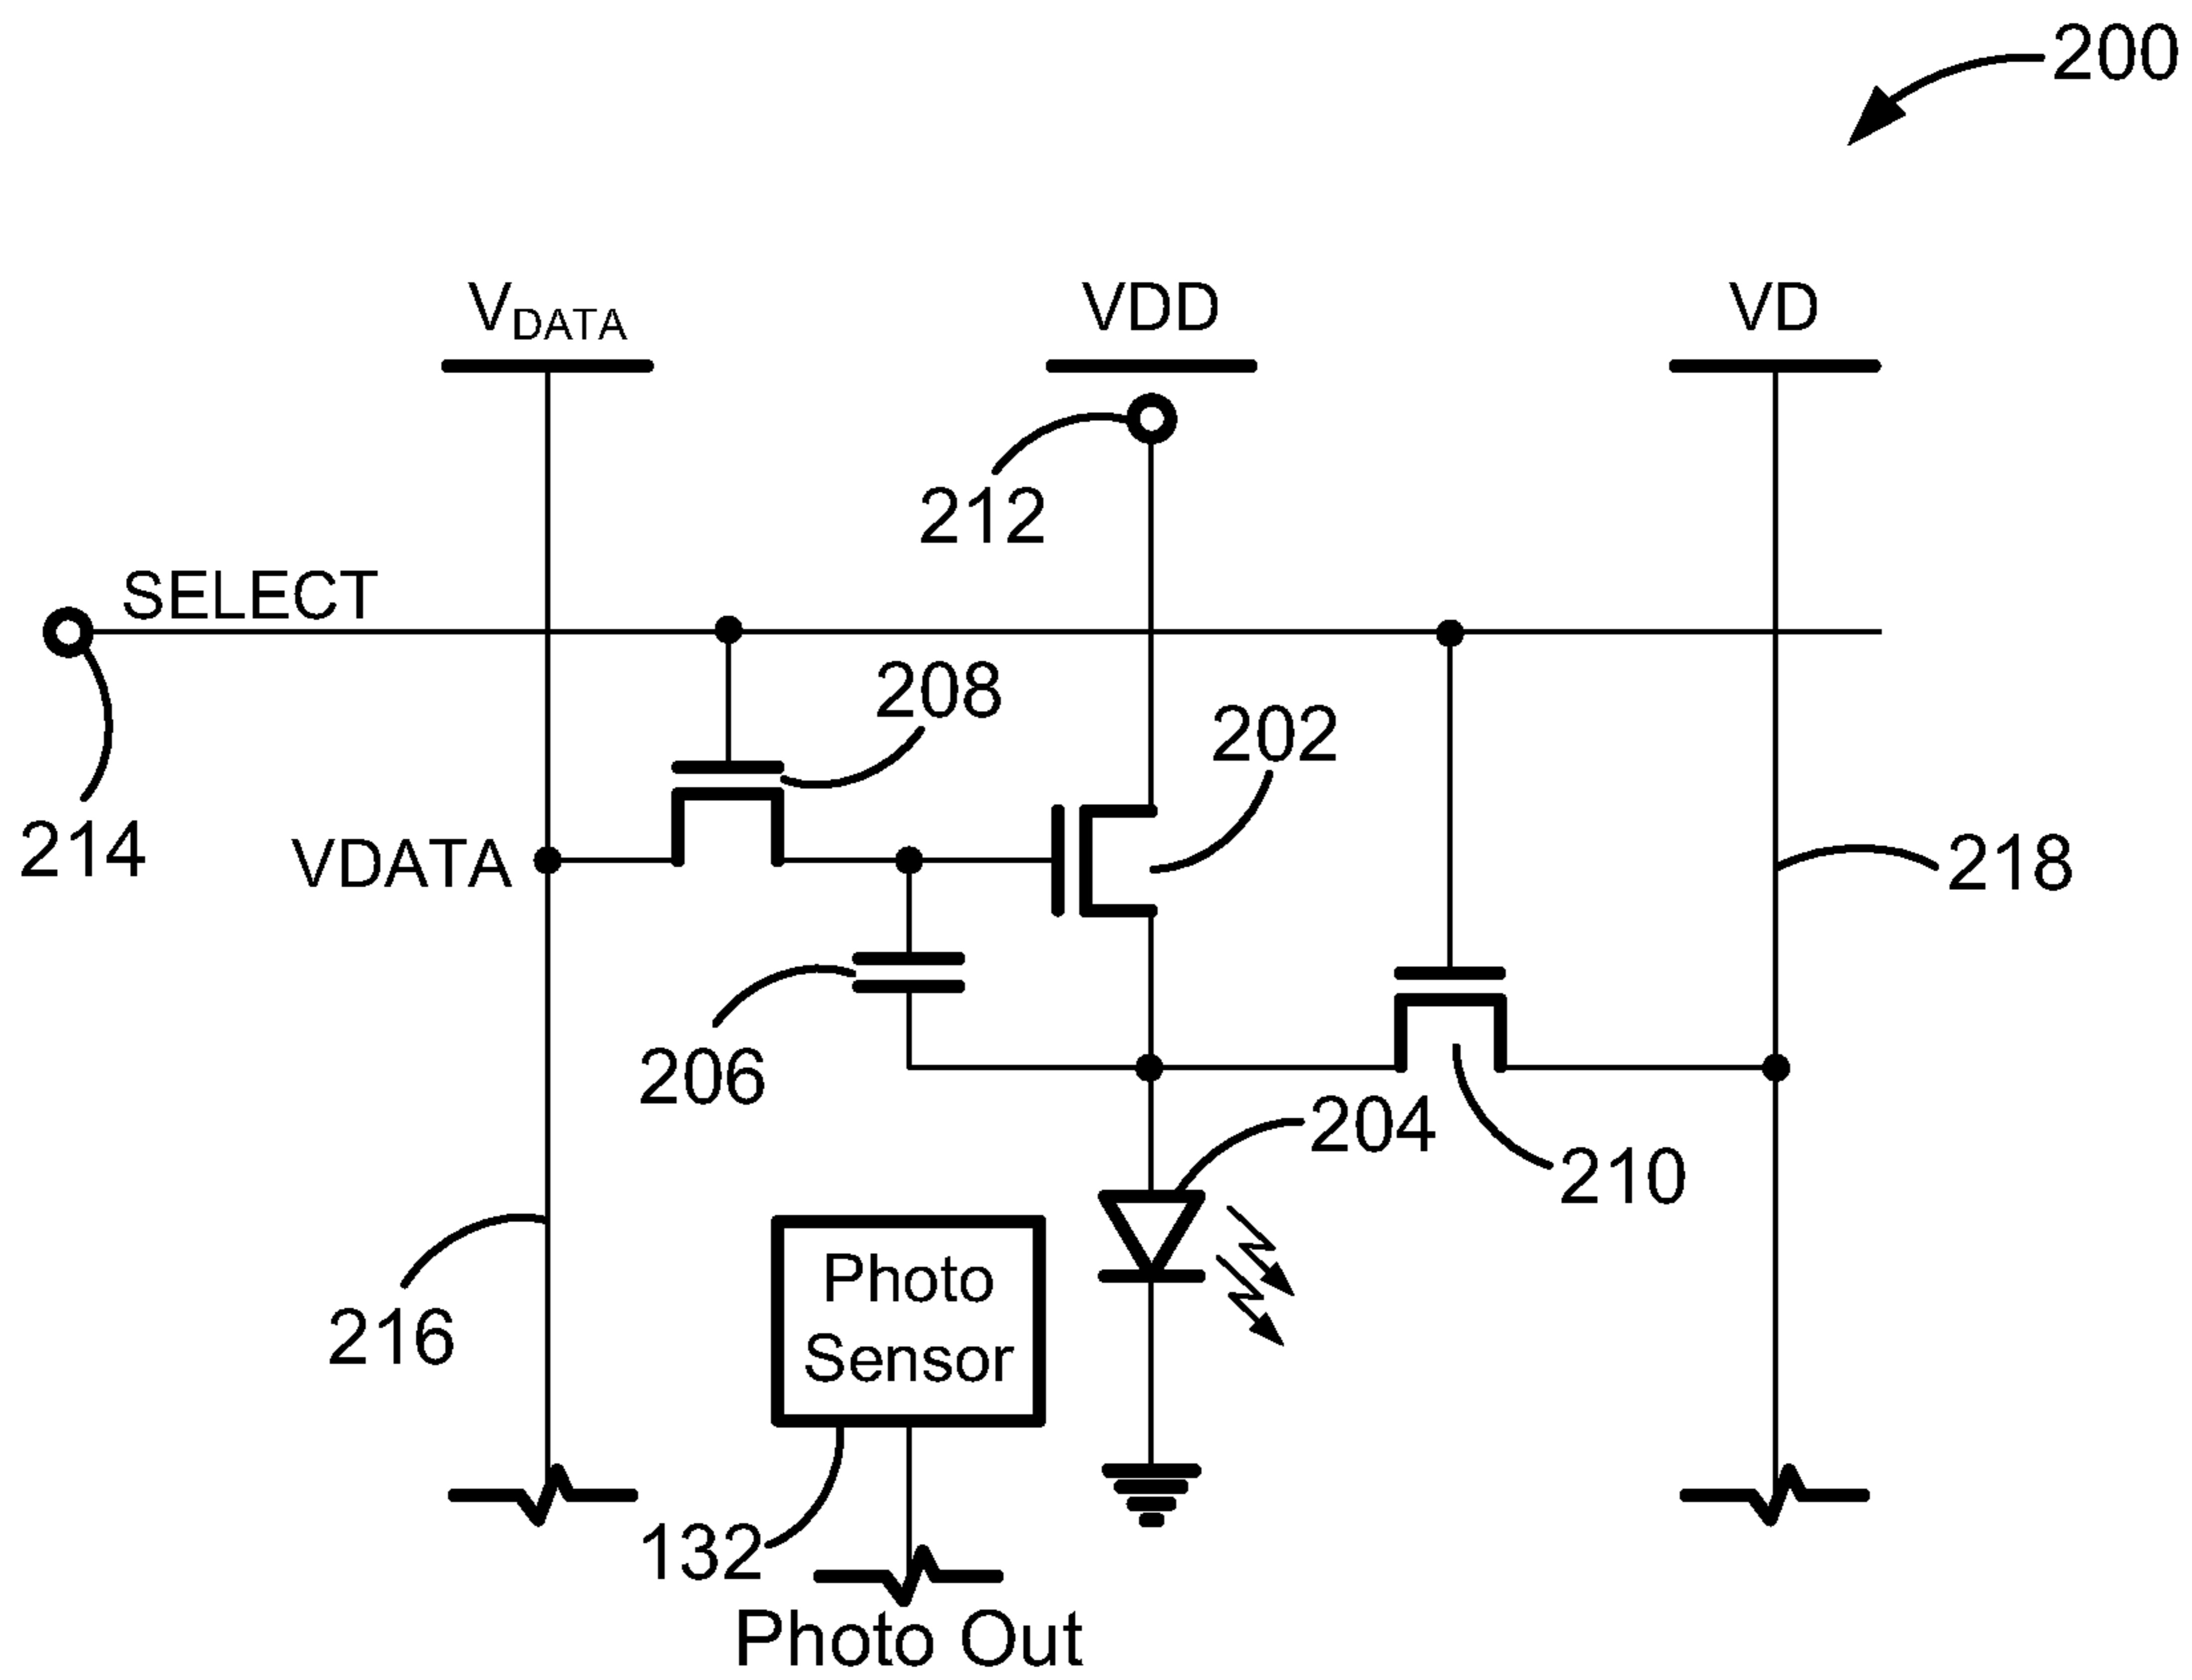 200
VDATA
VDD
VD
212
SELECT
208
202
214
VDATA
218
206
204
210
Photo
Sensor
216
132
Photo Out